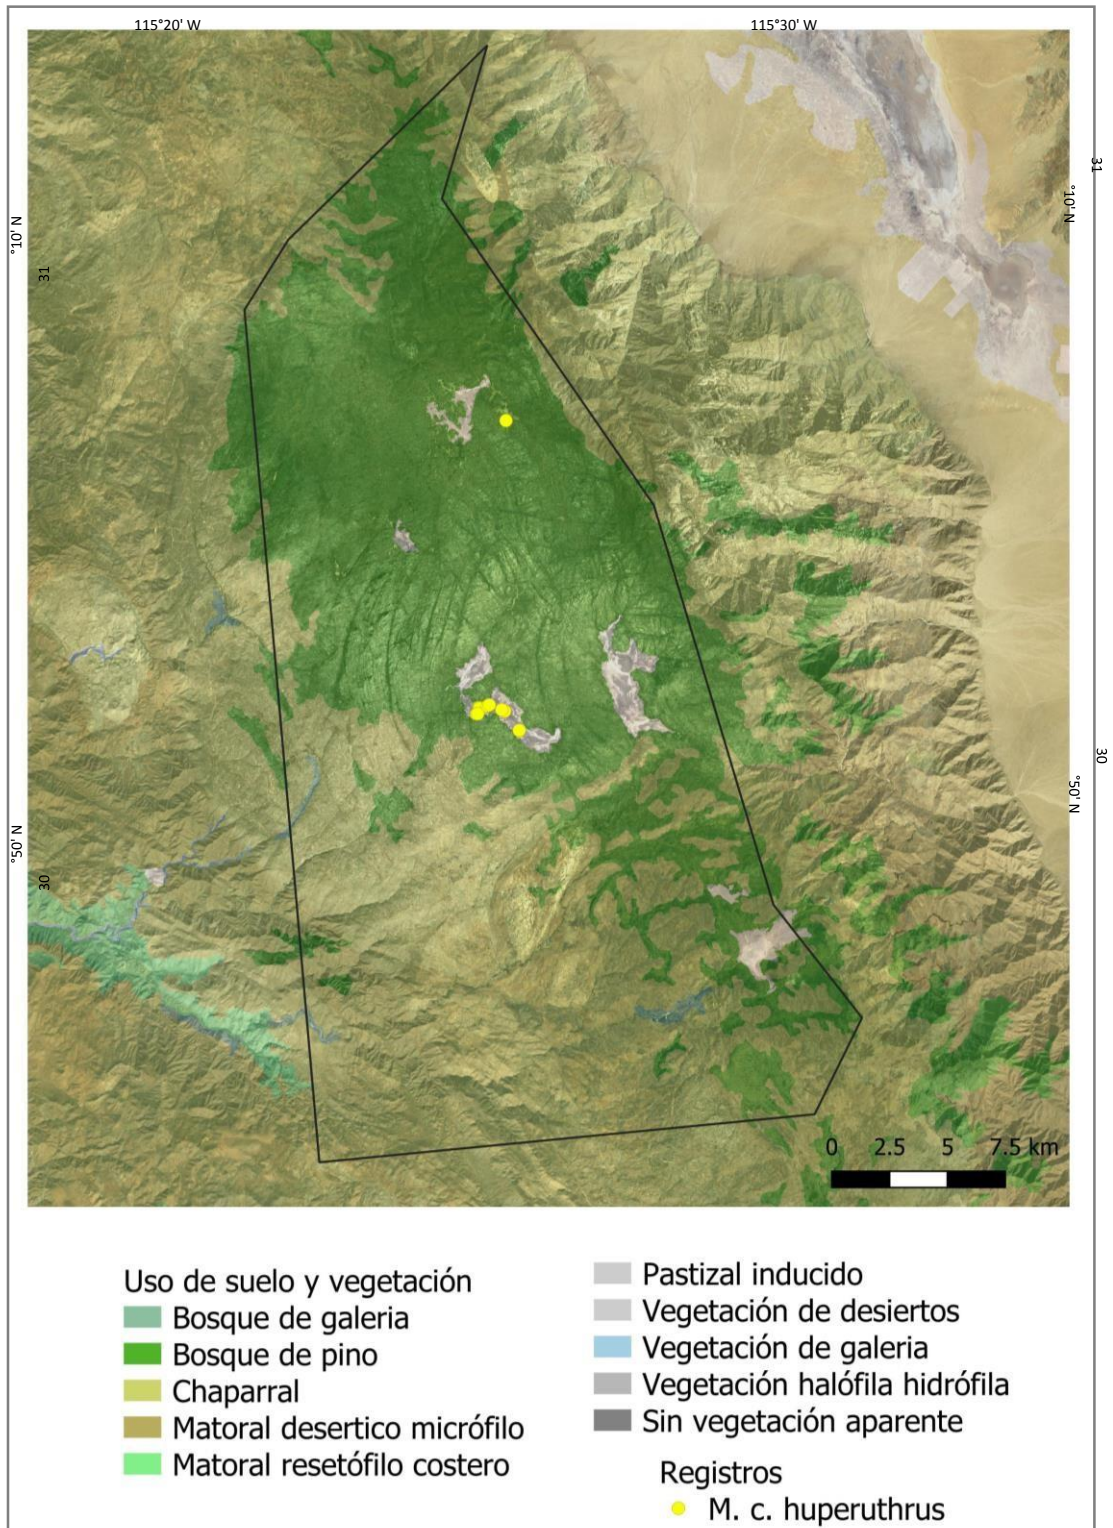 115°20' W
115°30' W
31
°10' N
31
°10' N
30
°50' N
30
°50' N
0 2.5 5 7.5 km
Uso de suelo y vegetación
Bosque de galeria
Bosque de pino
Chaparral
Matoral desertico micrófilo
Matoral resetófilo costero
Pastizal inducido
Vegetación de desiertos
Vegetación de galeria
Vegetación halófila hidrófila
Sin vegetación aparente
Registros
M. c. huperuthrus